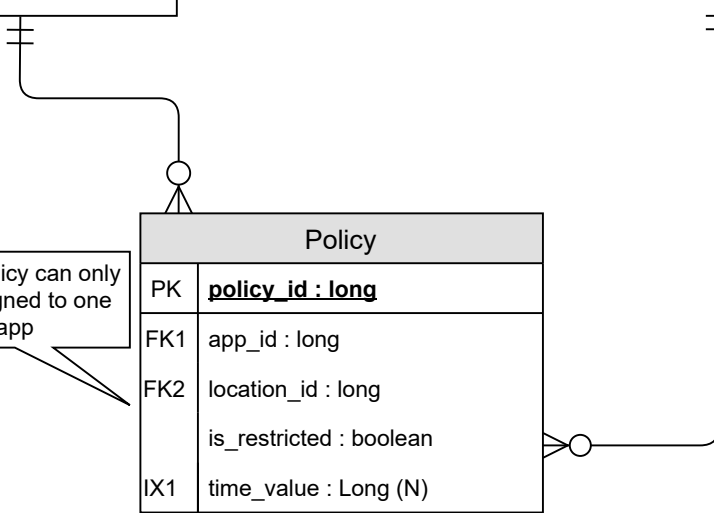 Policy
PK policy_id : long
licy can only
gned to one
app
FK1 app_id : long
FK2 location_id : long
is_restricted : boolean
IX1 time_value : Long (N)